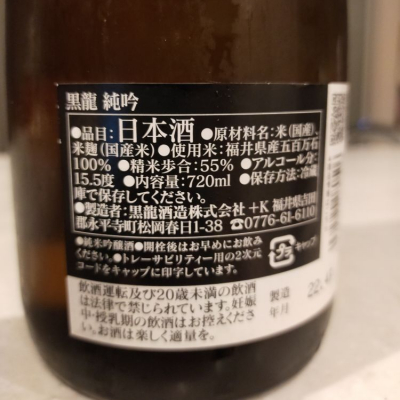 黒龍 純吟
●品目:日本酒 ●原材料名:米(国産)、
米麹(国産米)●使用米:福井県産五百万石
100% ●精米歩合:55% ●アルコール分:
15.5度 ●内容量:720ml ●保存方法:冷蔵
庫で保存してください。
●製造者:黒龍酒造株式会社 +K 福井県吉田
郡永平寺町松岡春日1-38 ☎0776-61-6110
●純米吟醸酒 ●開栓後はお早めにお飲み
ください。●トレーサビリティー用の2次元
コードをキャップに印字しています。
プラ キャップ
飲酒運転及び20歳未満の飲酒
は法律で禁じられています。妊娠
中・授乳期の飲酒はお控えくださ
い。お酒は楽しく適量を。
製造
年月